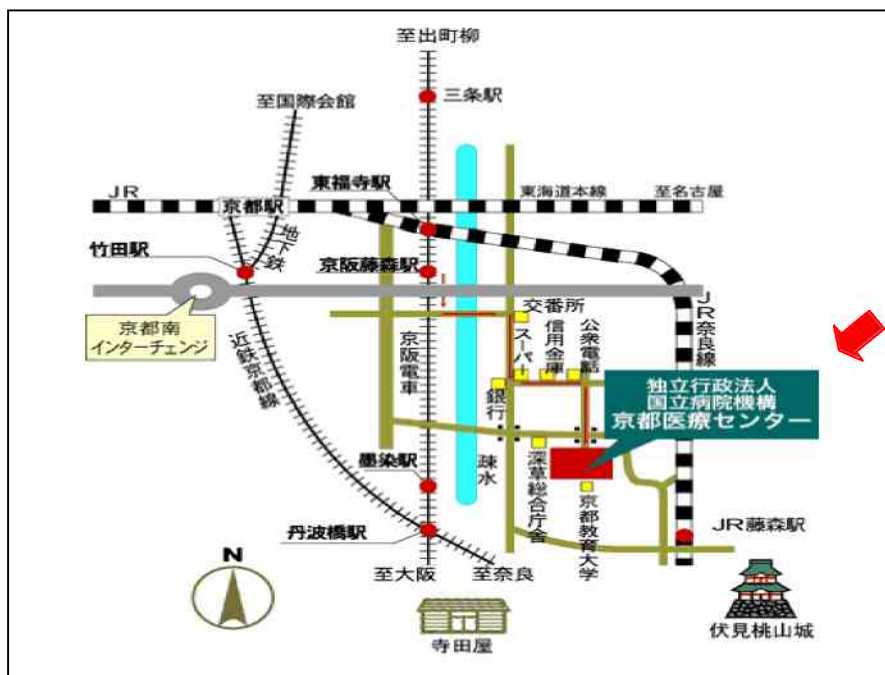 至出町柳
三条駅
至国際会館
東福寺駅
東海道本線
至名古屋
JR
京都駅
地下鉄
竹田駅
京阪藤森駅
JR奈良線
京都南
インターチェンジ
交番所
スーパー
信用金庫
公衆電話
近鉄京都線
京阪電車
銀行
独立行政法人
国立病院機構
京都医療センター
墨染駅
疎水
深草総合庁舎
京都教育大学
丹波橋駅
JR藤森駅
N
至大阪
至奈良
寺田屋
伏見桃山城